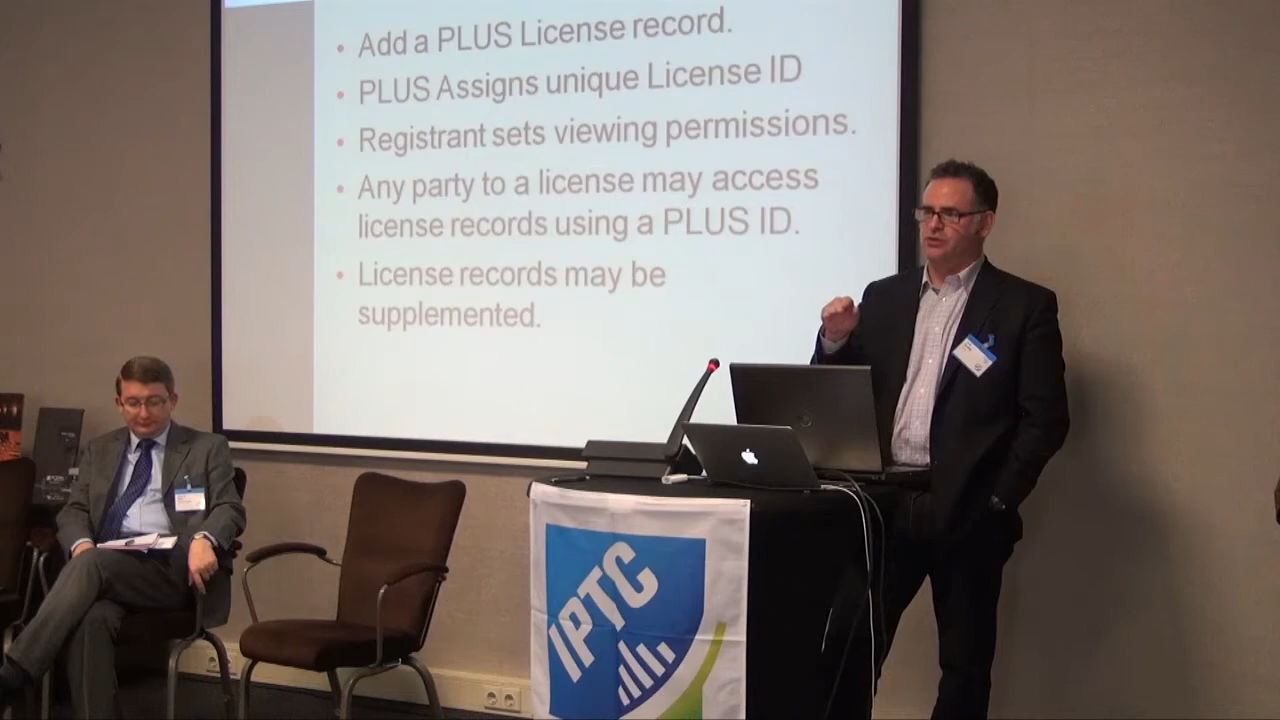 • Add a PLUS License record.
• PLUS Assigns unique License ID
• Registrant sets viewing permissions.
• Any party to a license may access
license records using a PLUS ID.
• License records may be
supplemented.
IPTC